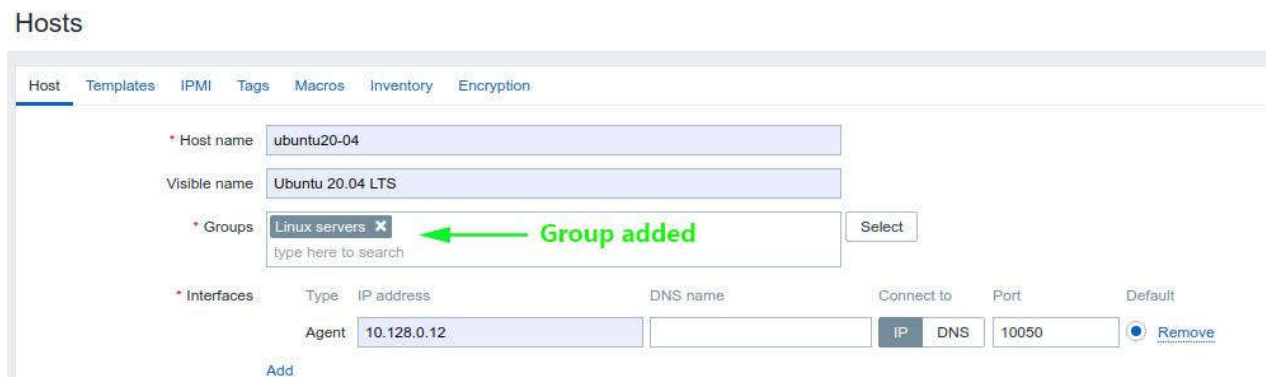 Hosts
Host Templates IPMI Tags Macros Inventory Encryption
* Host name ubuntu20-04
Visible name Ubuntu 20.04 LTS
* Groups Linux servers × Group added Select
type here to search
* Interfaces Type IP address DNS name Connect to Port Default
Agent 10.128.0.12 IP DNS 10050 Remove
Add